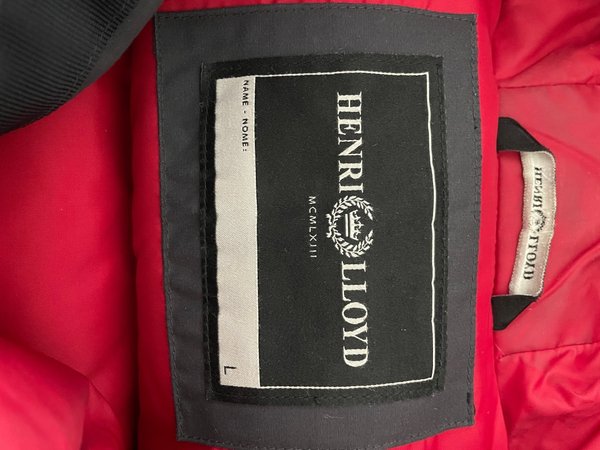 HENRI LLOYD
HENRI LLOYD
MCMLXIII
NAME - NOME: L